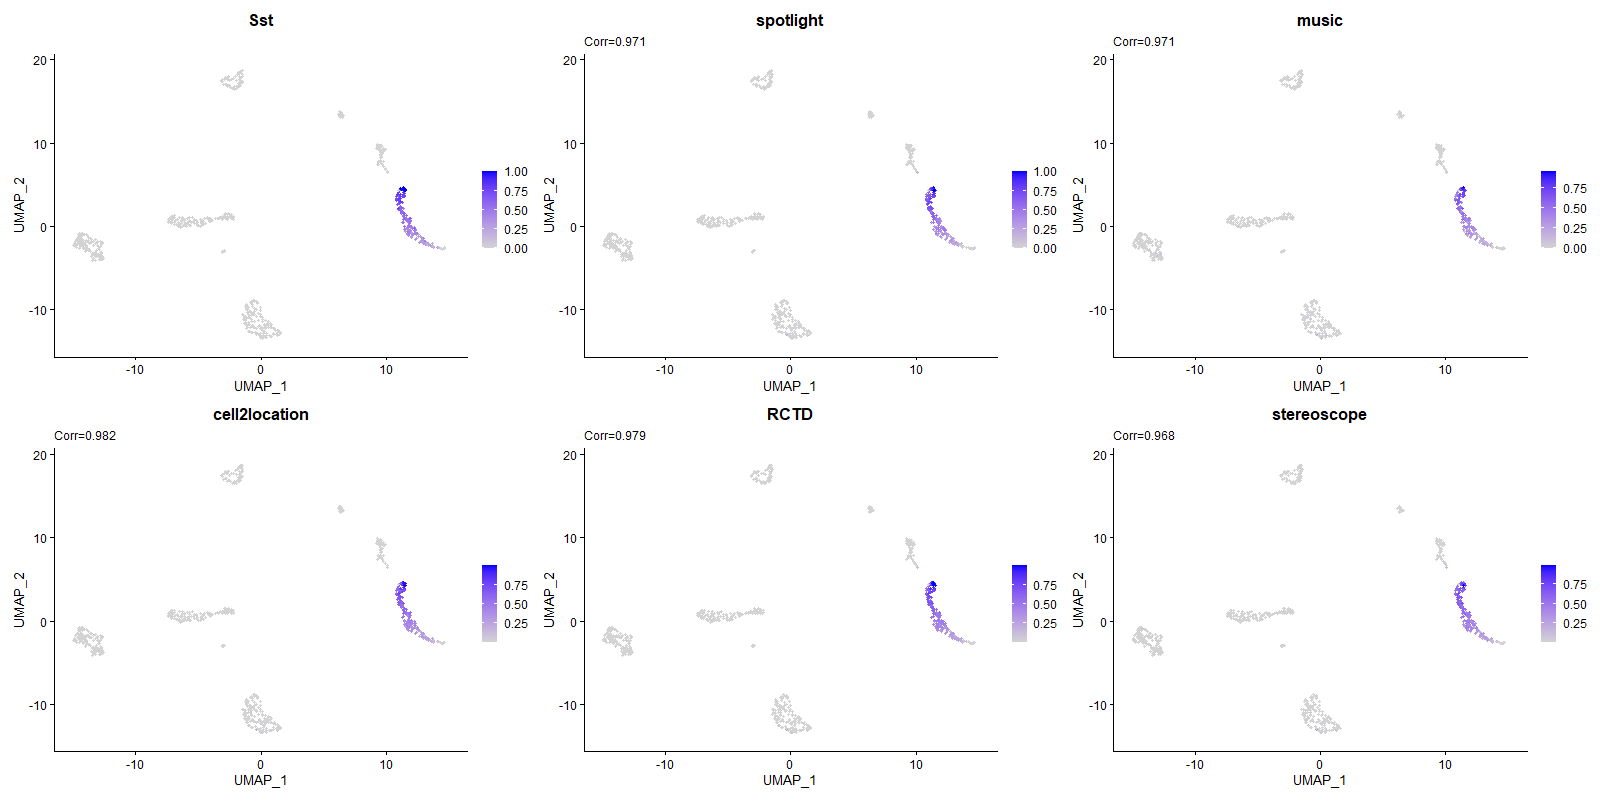 Sst
20
10
0
-10
UMAP_2
-10
0
10
UMAP_1
1.00
0.75
0.50
0.25
0.00
spotlight
Corr=0.971
20
10
0
-10
UMAP_2
-10
0
10
UMAP_1
1.00
0.75
0.50
0.25
0.00
music
Corr=0.971
20
10
0
-10
UMAP_2
-10
0
10
UMAP_1
0.75
0.50
0.25
0.00
cell2location
Corr=0.982
20
10
0
-10
UMAP_2
-10
0
10
UMAP_1
0.75
0.50
0.25
RCTD
Corr=0.979
20
10
0
-10
UMAP_2
-10
0
10
UMAP_1
0.75
0.50
0.25
stereoscope
Corr=0.968
20
10
0
-10
UMAP_2
-10
0
10
UMAP_1
0.75
0.50
0.25